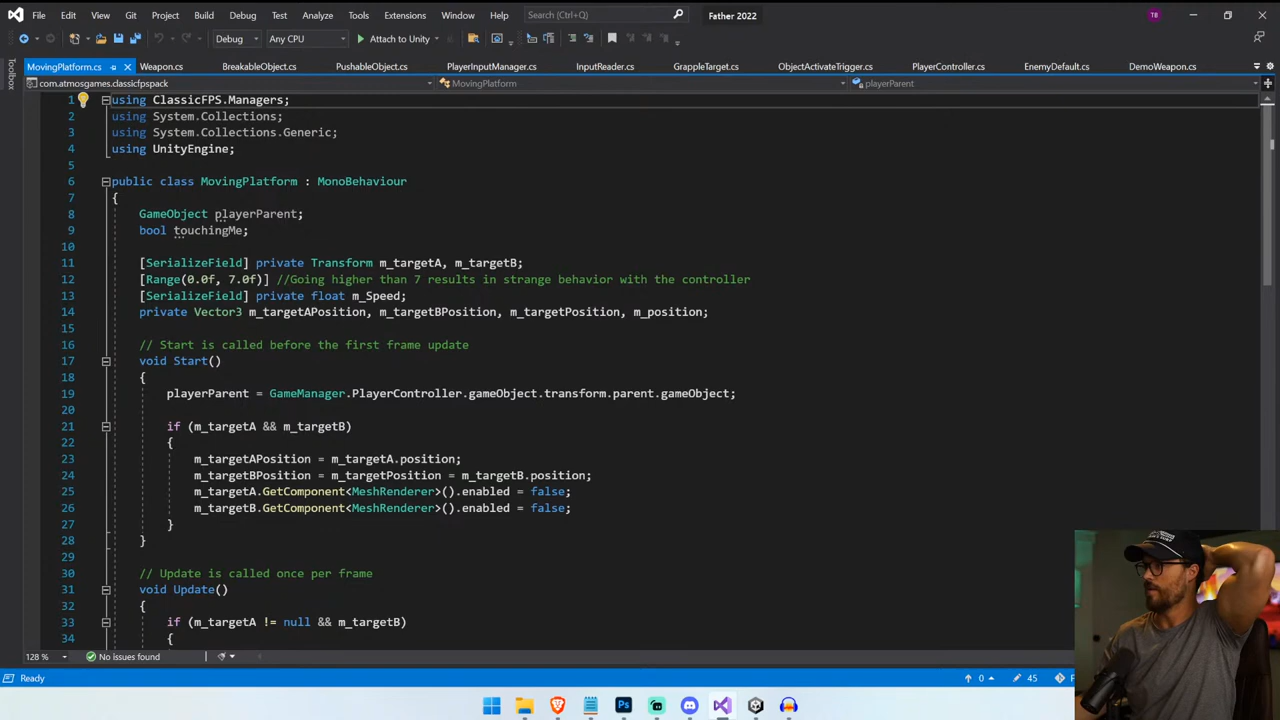 File Edit View Git Project Build Debug Test Analyze Tools Extensions Window Help Search (Ctrl+Q) Father 2022 TB
Debug Any CPU Attach to Unity
MovingPlatform.cs Weapon.cs BreakableObject.cs PushableObject.cs PlayerInputManager.cs InputReader.cs GrappleTarget.cs ObjectActivateTrigger.cs PlayerController.cs EnemyDefault.cs DemoWeapon.cs
Toolbox
com.atmosgames.classicfpspack MovingPlatform playerParent
1 using ClassicFPS.Managers;
2 using System.Collections;
3 using System.Collections.Generic;
4 using UnityEngine;
5
6 public class MovingPlatform : MonoBehaviour
7 {
8 GameObject playerParent;
9 bool touchingMe;
10
11 [SerializeField] private Transform m_targetA, m_targetB;
12 [Range(0.0f, 7.0f)] //Going higher than 7 results in strange behavior with the controller
13 [SerializeField] private float m_Speed;
14 private Vector3 m_targetAPosition, m_targetBPosition, m_targetPosition, m_position;
15
16 // Start is called before the first frame update
17 void Start()
18 {
19 playerParent = GameManager.PlayerController.gameObject.transform.parent.gameObject;
20
21 if (m_targetA && m_targetB)
22 {
23 m_targetAPosition = m_targetA.position;
24 m_targetBPosition = m_targetPosition = m_targetB.position;
25 m_targetA.GetComponent<MeshRenderer>().enabled = false;
26 m_targetB.GetComponent<MeshRenderer>().enabled = false;
27 }
28 }
29
30 // Update is called once per frame
31 void Update()
32 {
33 if (m_targetA != null && m_targetB)
34 {
128 % No issues found
Ready 0 45